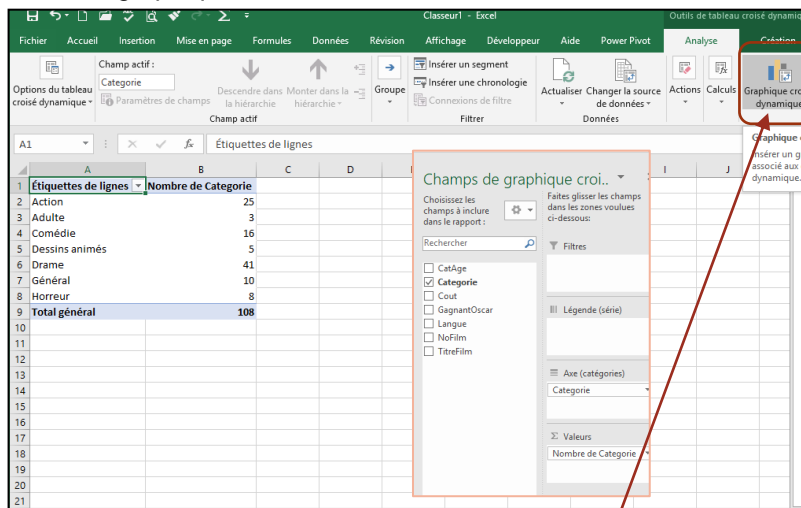 Classeur1 - Excel
Outils de tableau croisé dynamiq
Fichier Accueil Insertion Mise en page Formules Données Révision Affichage Développeur Aide Power Pivot Analyse Création
Options du tableau croisé dynamique
Champ actif :
Categorie
Paramètres de champs
Descendre dans la hiérarchie
Monter dans la hiérarchie
Champ actif
Groupe
Insérer un segment
Insérer une chronologie
Connexions de filtre
Filtrer
Actualiser
Changer la source de données
Données
Actions
Calculs
Graphique cro
dynamique
Graphique
Insérer un g
associé aux
dynamique.
A1
fx
Étiquettes de lignes
A B C D I J
1 Étiquettes de lignes Nombre de Categorie
2 Action 25
3 Adulte 3
4 Comédie 16
5 Dessins animés 5
6 Drame 41
7 Général 10
8 Horreur 8
9 Total général 108
10
11
12
13
14
15
16
17
18
19
20
21
Champs de graphique croi..
Choisissez les
champs à inclure
dans le rapport :
Rechercher
CatAge
Categorie
Cout
GagnantOscar
Langue
NoFilm
TitreFilm
Faites glisser les champs
dans les zones voulues
ci-dessous:
Filtres
Légende (série)
Axe (catégories)
Categorie
Σ Valeurs
Nombre de Categorie